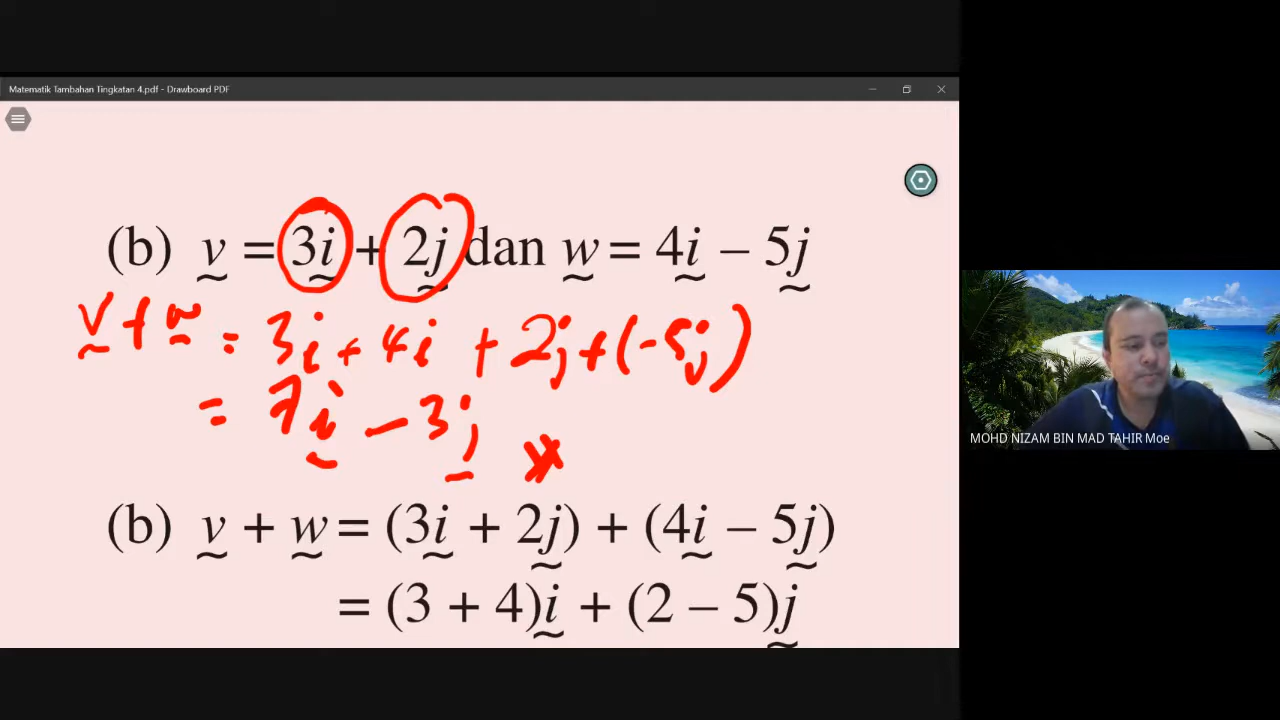 Matematik Tambahan Tingkatan 4.pdf - Drawboard PDF
(b) v = 3i + 2j dan w = 4i – 5j
v + w = 3i + 4i + 2j + (-5j)
= 7i - 3j
(b) v + w = (3i + 2j) + (4i – 5j)
= (3 + 4)i + (2 – 5)j
MOHD NIZAM BIN MAD TAHIR Moe